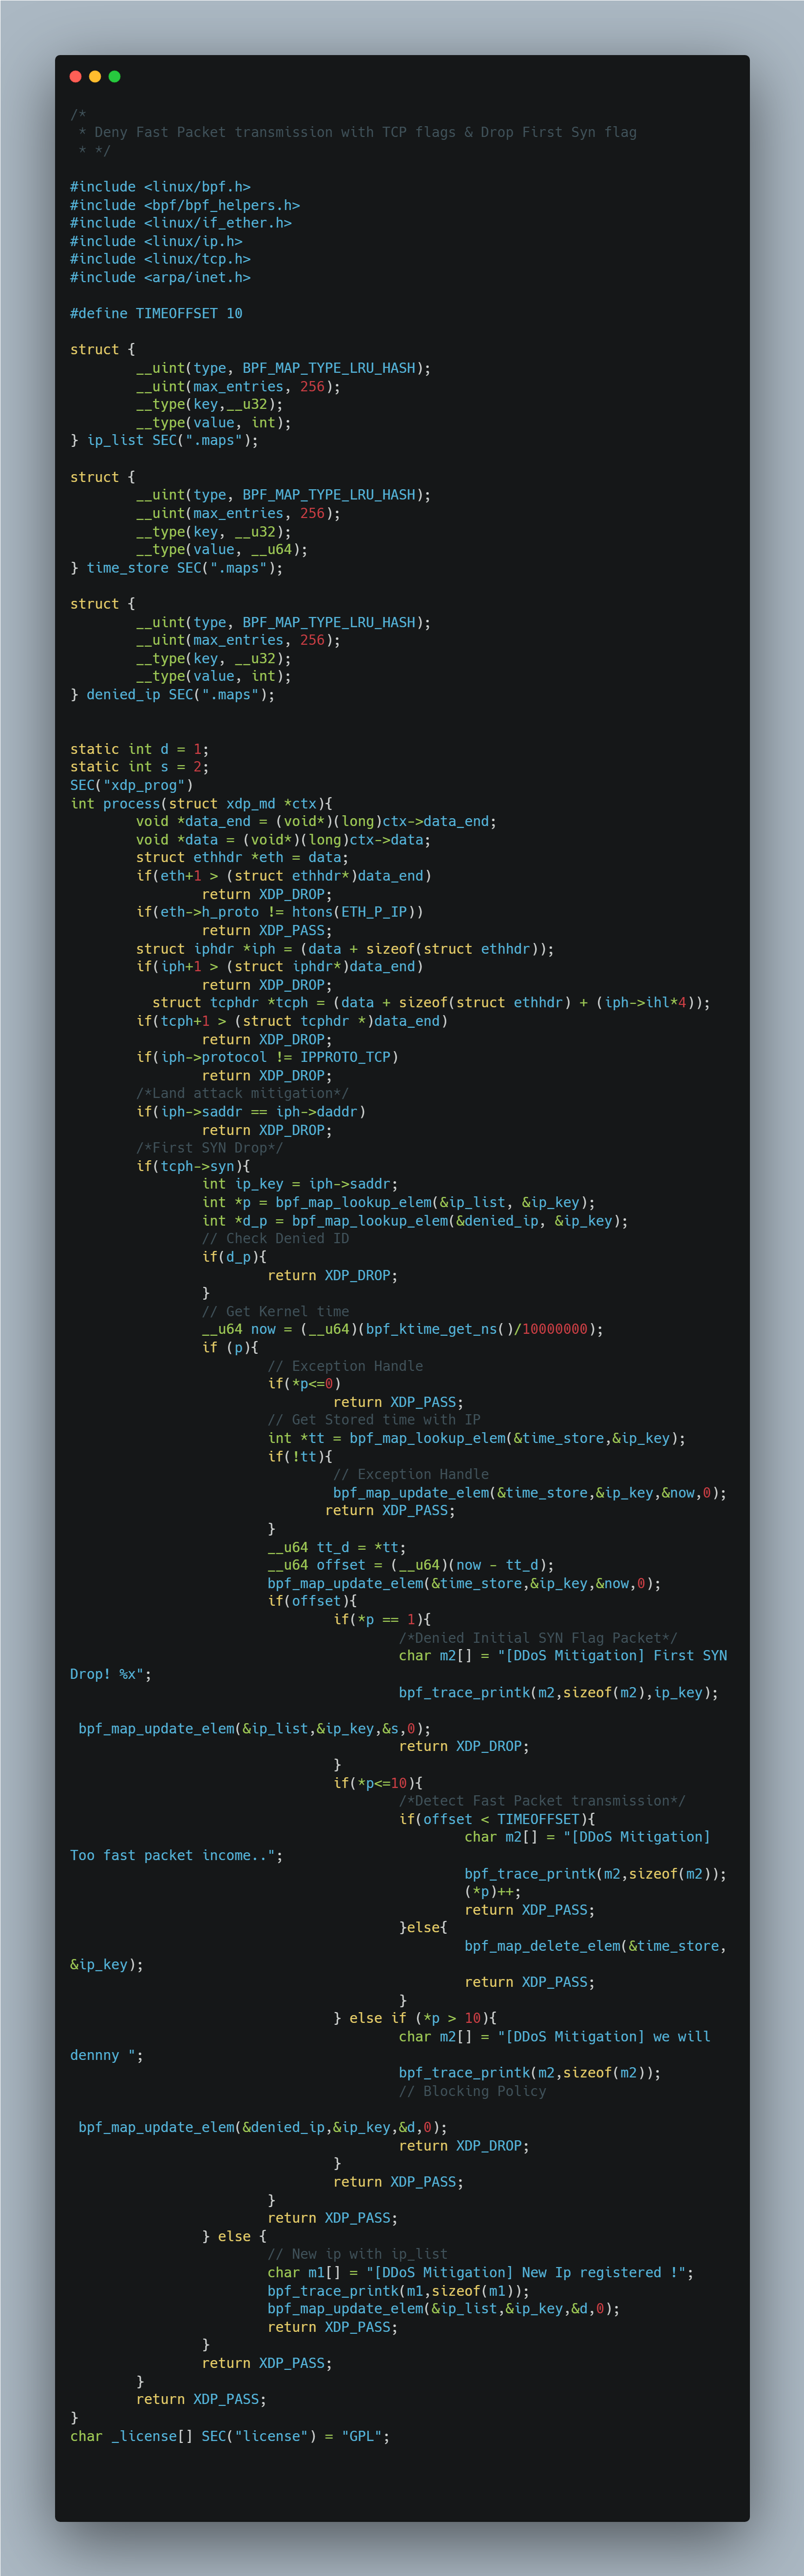 /*
 * Deny Fast Packet transmission with TCP flags & Drop First Syn flag
 * */

#include <linux/bpf.h>
#include <bpf/bpf_helpers.h>
#include <linux/if_ether.h>
#include <linux/ip.h>
#include <linux/tcp.h>
#include <arpa/inet.h>

#define TIMEOFFSET 10

struct {
        __uint(type, BPF_MAP_TYPE_LRU_HASH);
        __uint(max_entries, 256);
        __type(key,__u32);
        __type(value, int);
} ip_list SEC(".maps");

struct {
        __uint(type, BPF_MAP_TYPE_LRU_HASH);
        __uint(max_entries, 256);
        __type(key, __u32);
        __type(value, __u64);
} time_store SEC(".maps");

struct {
        __uint(type, BPF_MAP_TYPE_LRU_HASH);
        __uint(max_entries, 256);
        __type(key, __u32);
        __type(value, int);
} denied_ip SEC(".maps");


static int d = 1;
static int s = 2;
SEC("xdp_prog")
int process(struct xdp_md *ctx){
        void *data_end = (void*)(long)ctx->data_end;
        void *data = (void*)(long)ctx->data;
        struct ethhdr *eth = data;
        if(eth+1 > (struct ethhdr*)data_end)
                return XDP_DROP;
        if(eth->h_proto != htons(ETH_P_IP))
                return XDP_PASS;
        struct iphdr *iph = (data + sizeof(struct ethhdr));
        if(iph+1 > (struct iphdr*)data_end)
                return XDP_DROP;
          struct tcphdr *tcph = (data + sizeof(struct ethhdr) + (iph->ihl*4));
        if(tcph+1 > (struct tcphdr *)data_end)
                return XDP_DROP;
        if(iph->protocol != IPPROTO_TCP)
                return XDP_DROP;
        /*Land attack mitigation*/
        if(iph->saddr == iph->daddr)
                return XDP_DROP;
        /*First SYN Drop*/
        if(tcph->syn){
                int ip_key = iph->saddr;
                int *p = bpf_map_lookup_elem(&ip_list, &ip_key);
                int *d_p = bpf_map_lookup_elem(&denied_ip, &ip_key);
                // Check Denied ID
                if(d_p){
                        return XDP_DROP;
                }
                // Get Kernel time
                __u64 now = (__u64)(bpf_ktime_get_ns()/10000000);
                if (p){
                        // Exception Handle
                        if(*p<=0)
                                return XDP_PASS;
                        // Get Stored time with IP
                        int *tt = bpf_map_lookup_elem(&time_store,&ip_key);
                        if(!tt){
                                // Exception Handle
                                bpf_map_update_elem(&time_store,&ip_key,&now,0);
                               return XDP_PASS;
                        }
                        __u64 tt_d = *tt;
                        __u64 offset = (__u64)(now - tt_d);
                        bpf_map_update_elem(&time_store,&ip_key,&now,0);
                        if(offset){
                                if(*p == 1){
                                        /*Denied Initial SYN Flag Packet*/
                                        char m2[] = "[DDoS Mitigation] First SYN
Drop! %x";
                                        bpf_trace_printk(m2,sizeof(m2),ip_key);

 bpf_map_update_elem(&ip_list,&ip_key,&s,0);
                                        return XDP_DROP;
                                }
                                if(*p<=10){
                                        /*Detect Fast Packet transmission*/
                                        if(offset < TIMEOFFSET){
                                                char m2[] = "[DDoS Mitigation]
Too fast packet income..";
                                                bpf_trace_printk(m2,sizeof(m2));
                                                (*p)++;
                                                return XDP_PASS;
                                        }else{
                                                bpf_map_delete_elem(&time_store,
&ip_key);
                                                return XDP_PASS;
                                        }
                                } else if (*p > 10){
                                        char m2[] = "[DDoS Mitigation] we will
dennny ";
                                        bpf_trace_printk(m2,sizeof(m2));
                                        // Blocking Policy

 bpf_map_update_elem(&denied_ip,&ip_key,&d,0);
                                        return XDP_DROP;
                                }
                                return XDP_PASS;
                        }
                        return XDP_PASS;
                } else {
                        // New ip with ip_list
                        char m1[] = "[DDoS Mitigation] New Ip registered !";
                        bpf_trace_printk(m1,sizeof(m1));
                        bpf_map_update_elem(&ip_list,&ip_key,&d,0);
                        return XDP_PASS;
                }
                return XDP_PASS;
        }
        return XDP_PASS;
}
char _license[] SEC("license") = "GPL";